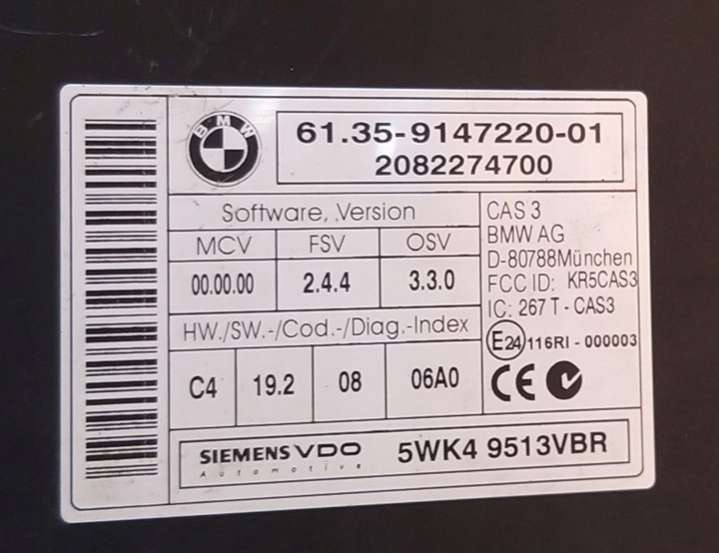 BMW
61.35-9147220-01
2082274700
Software, Version
MCV FSV OSV
00.00.00 2.4.4 3.3.0
HW./SW.-/Cod.-/Diag.-Index
C4 19.2 08 06A0
CAS 3
BMW AG
D-80788München
FCC ID: KR5CAS3
IC: 267 T - CAS3
E24 116RI - 000003
CE
SIEMENS VDO
Automotive
5WK4 9513VBR